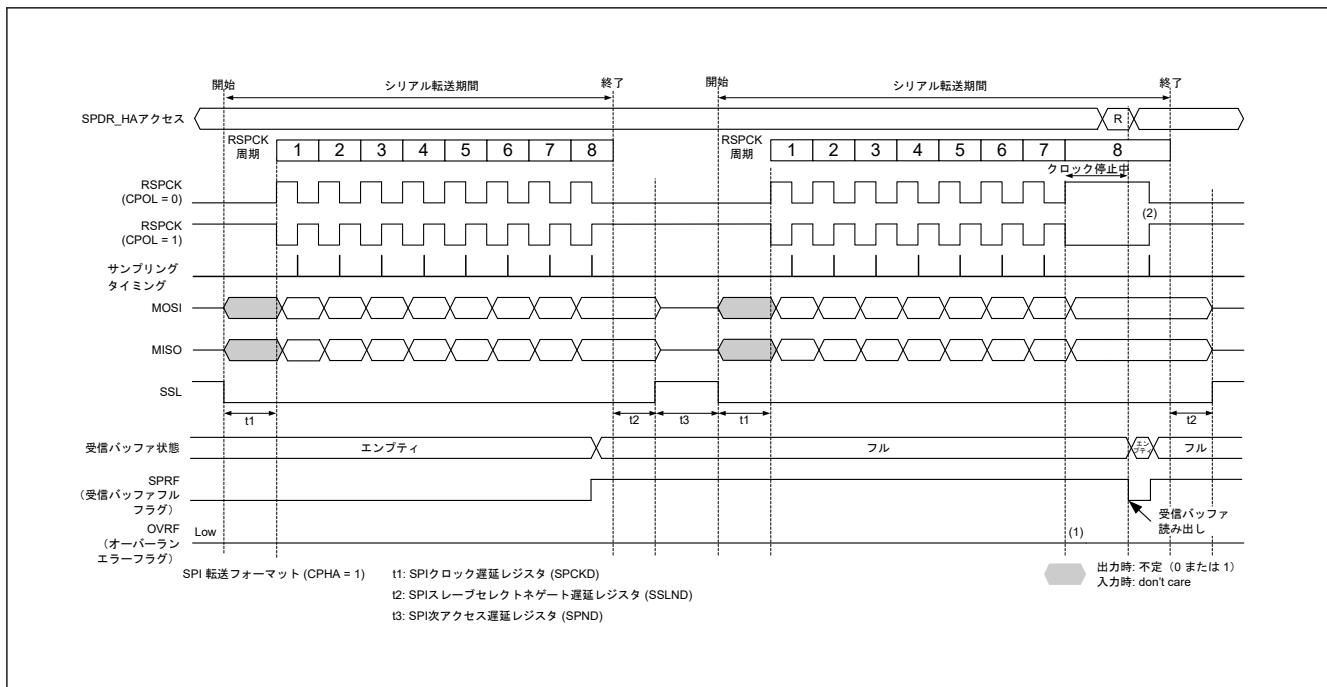 開始 シリアル転送期間 終了 開始 シリアル転送期間 終了
SPDR_HAアクセス R
RSPCK
周期 1 2 3 4 5 6 7 8 RSPCK
周期 1 2 3 4 5 6 7 8
クロック停止中
RSPCK
(CPOL = 0)
(2)
RSPCK
(CPOL = 1)
サンプリング
タイミング
MOSI
MISO
SSL
t1 t2 t3 t1 t2
受信バッファ状態 エンプティ フル エンプティ フル
SPRF
(受信バッファフル
フラグ)
受信バッファ
読み出し
OVRF
(オーバーラン
エラーフラグ)
Low (1)
SPI 転送フォーマット (CPHA = 1)
t1: SPIクロック遅延レジスタ (SPCKD)
t2: SPIスレーブセレクトネゲート遅延レジスタ (SSLND)
t3: SPI次アクセス遅延レジスタ (SPND)
出力時: 不定（0 または 1）
入力時: don't care